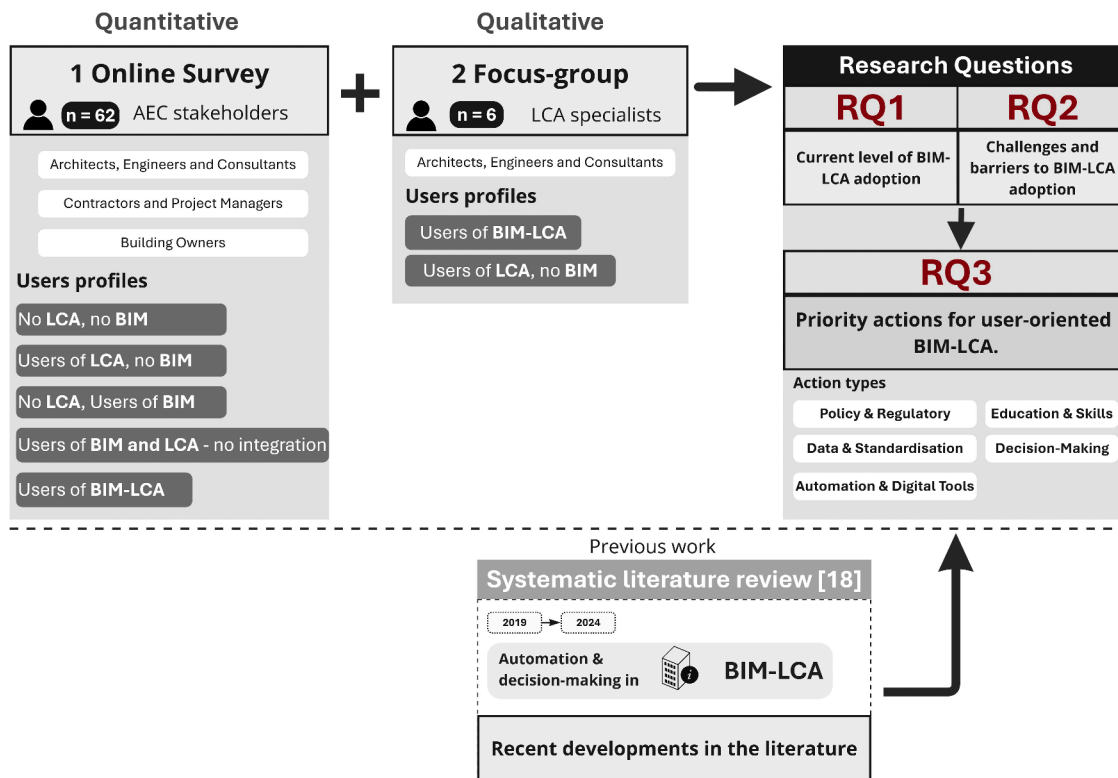 Quantitative
1 Online Survey
n = 62 AEC stakeholders
Architects, Engineers and Consultants
Contractors and Project Managers
Building Owners
Users profiles
No LCA, no BIM
Users of LCA, no BIM
No LCA, Users of BIM
Users of BIM and LCA - no integration
Users of BIM-LCA
+
Qualitative
2 Focus-group
n = 6 LCA specialists
Architects, Engineers and Consultants
Users profiles
Users of BIM-LCA
Users of LCA, no BIM
Research Questions
RQ1
Current level of BIM-
LCA adoption
RQ2
Challenges and
barriers to BIM-LCA
adoption
RQ3
Priority actions for user-oriented
BIM-LCA.
Action types
Policy & Regulatory
Education & Skills
Data & Standardisation
Decision-Making
Automation & Digital Tools
Previous work
Systematic literature review [18]
2019
2024
Automation &
decision-making in
i
BIM-LCA
Recent developments in the literature